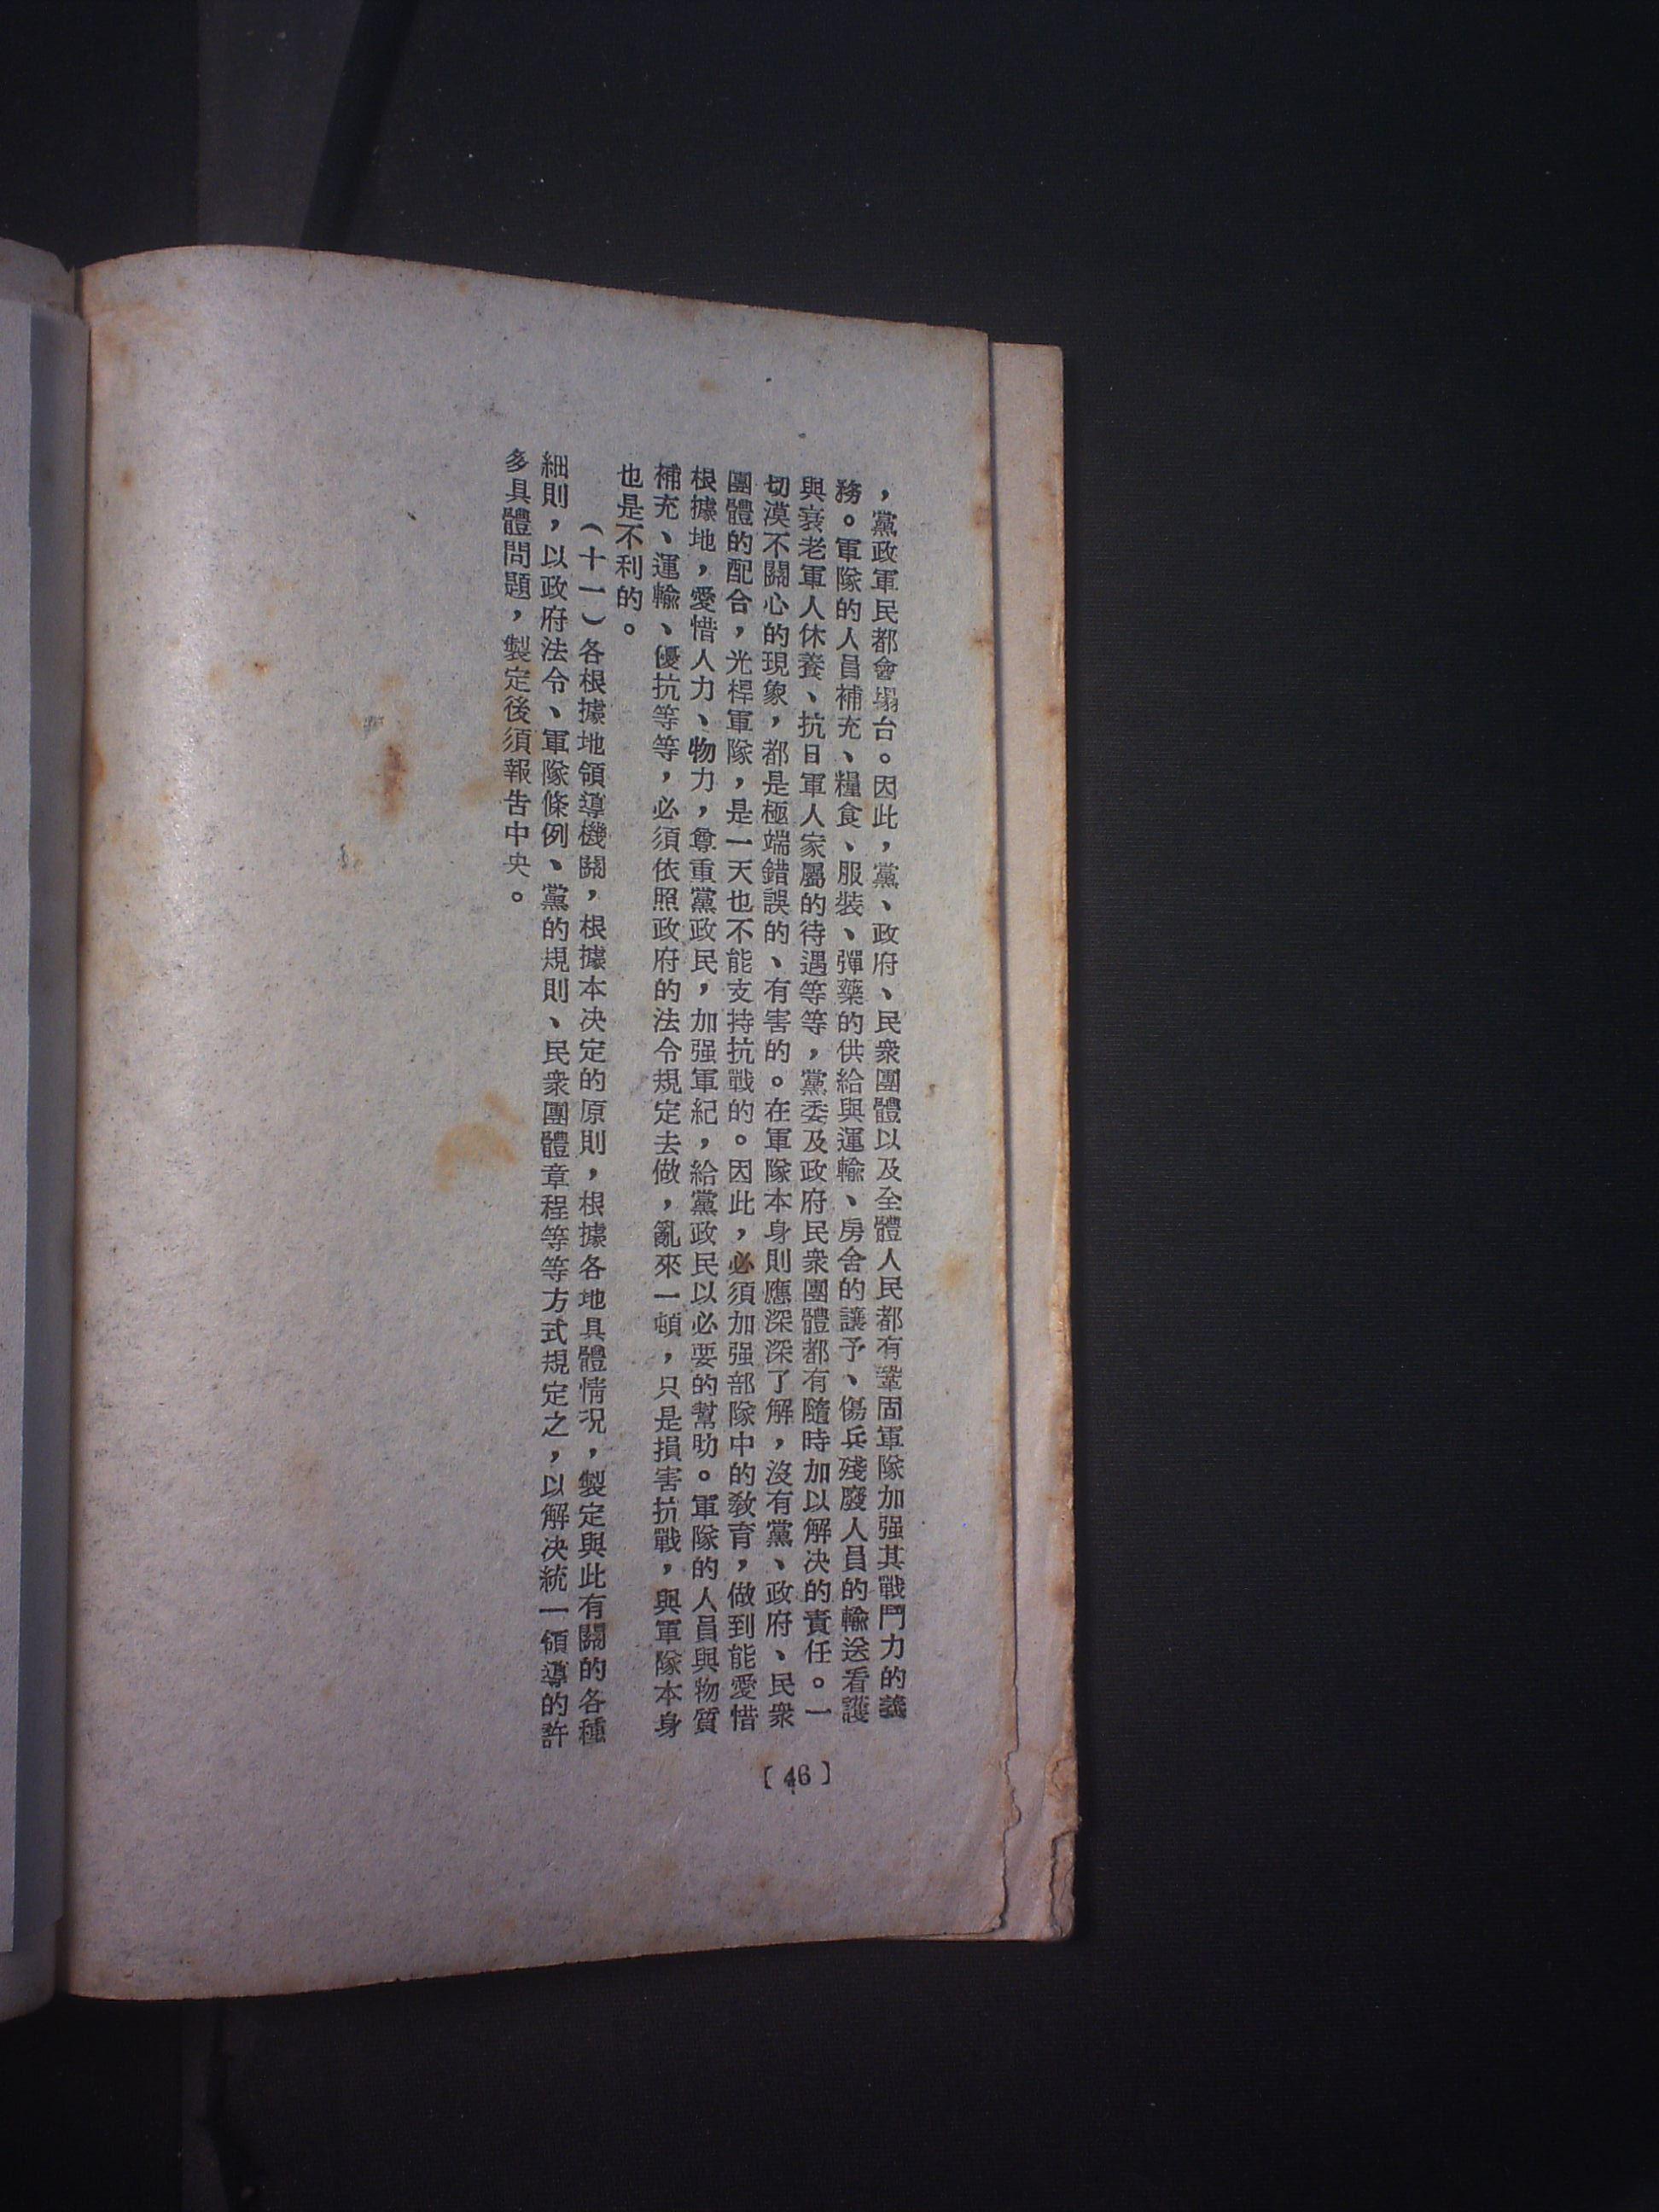 ，黨政軍民都會塌台。因此，黨、政府、民衆團體以及全體人民都有鞏固軍隊加强其戰鬥力的義
務。軍隊的人員補充、糧食、服裝、彈藥的供給與運輸、房舍的讓予、傷兵殘廢人員的輸送看護
與衰老軍人休養、抗日軍人家屬的待遇等等，黨委及政府民衆團體都有隨時加以解决的責任。一
切漠不關心的現象，都是極端錯誤的、有害的。在軍隊本身則應深深了解，沒有黨、政府、民衆
團體的配合，光桿軍隊，是一天也不能支持抗戰的。因此，必須加强部隊中的敎育，做到能愛惜
根據地，愛惜人力、物力，尊重黨政民，加强軍紀，給黨政民以必要的幫助。軍隊的人員與物質
補充、運輸、優抗等等，必須依照政府的法令規定去做，亂來一頓，只是損害抗戰，與軍隊本身
也是不利的。
（十一）各根據地領導機關，根據本决定的原則，根據各地具體情况，製定與此有關的各種
細則，以政府法令、軍隊條例、黨的規則、民衆團體章程等等方式規定之，以解决統一領導的許
多具體問題，製定後須報告中央。
〔46〕